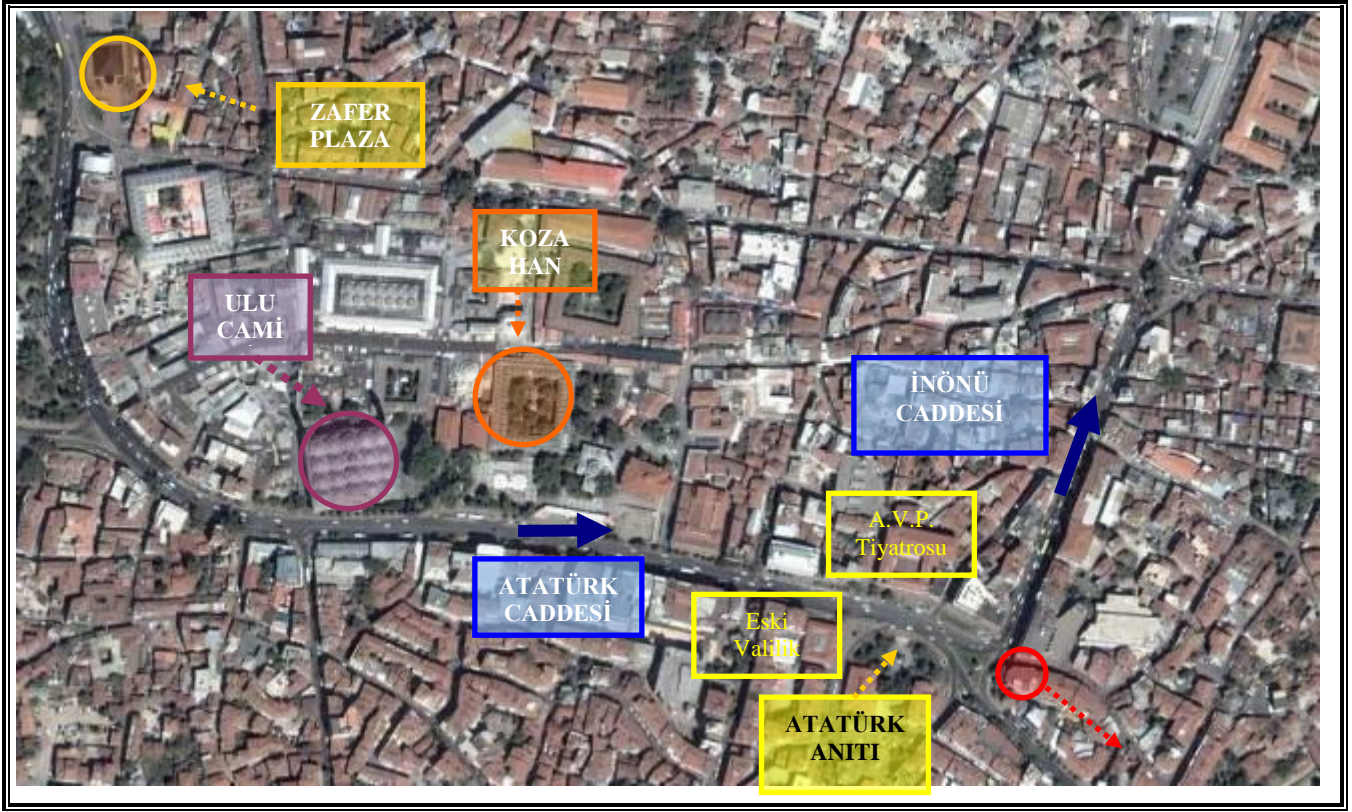 ZAFER
PLAZA
KOZA
HAN
ULU
CAMİ
İNÖNÜ
CADDESİ
A.V.P.
Tiyatrosu
ATATÜRK
CADDESİ
Eski
Valilik
ATATÜRK
ANITI